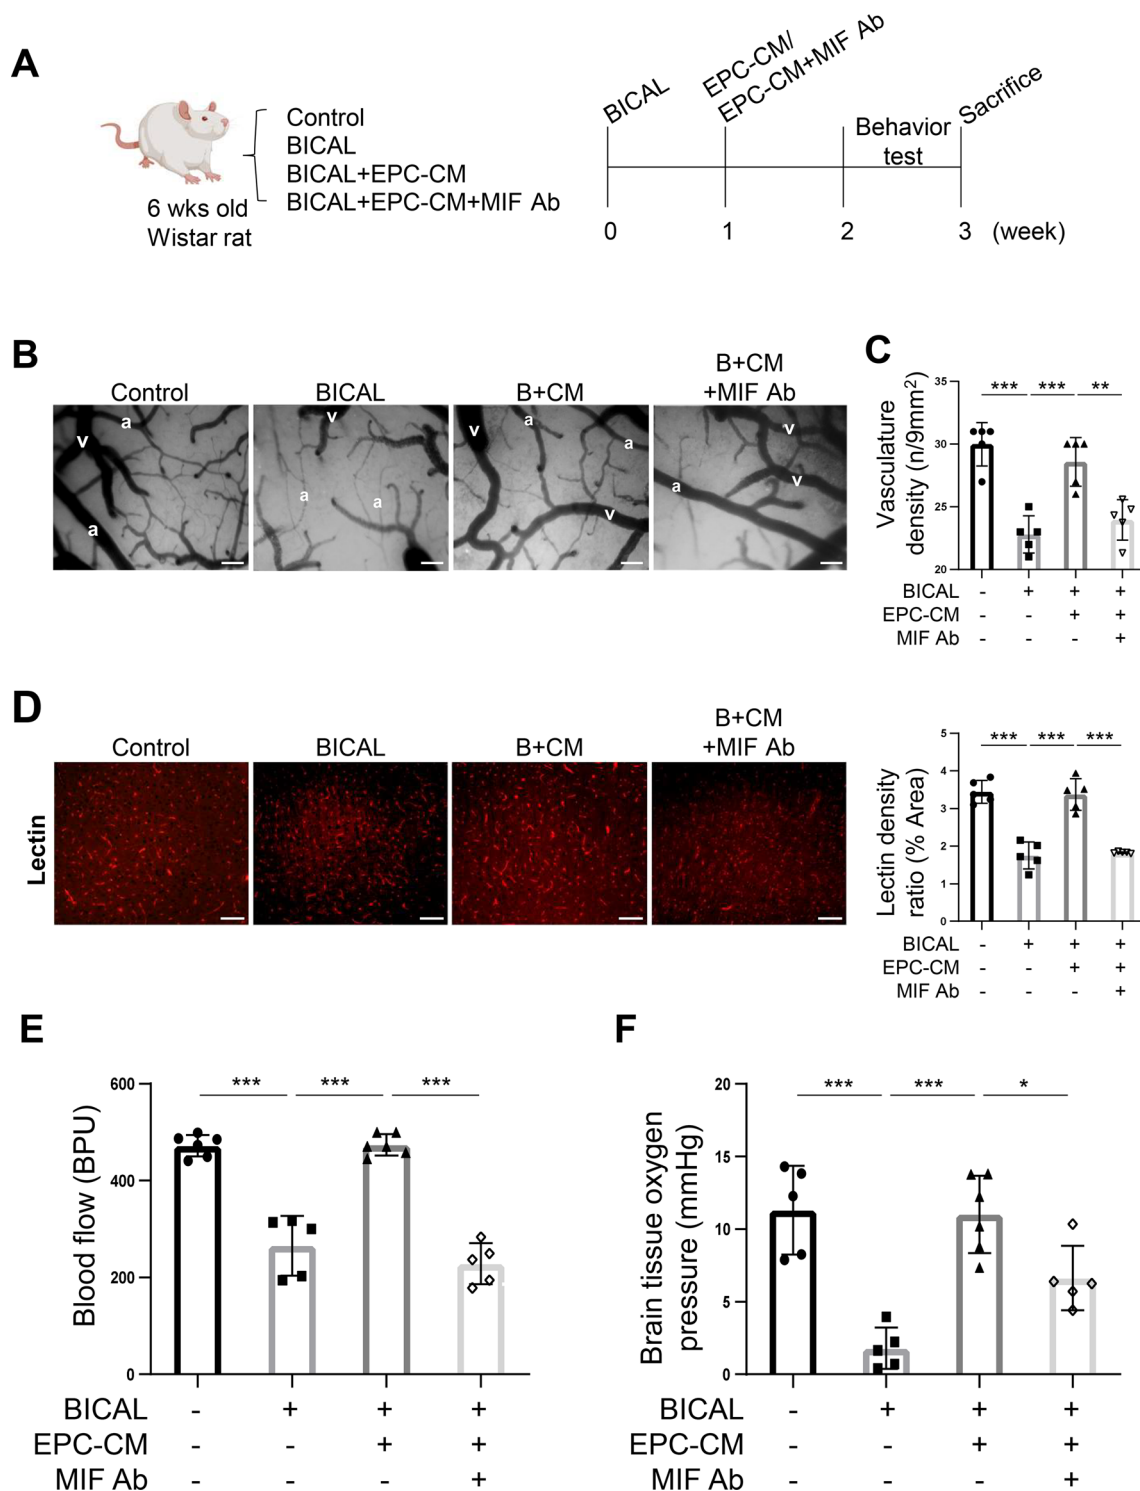 A
Control
BICAL
BICAL+EPC-CM
BICAL+EPC-CM+MIF Ab
6 wks old
Wistar rat
BICAL
EPC-CM/
EPC-CM+MIF Ab
Behavior
test
Sacrifice
0 1 2 3 (week)
B
Control
BICAL
B+CM
B+CM
+MIF Ab
a
v
a
v
a
a
v
a
a
v
v
a
v
C
Vasculature
density (n/9mm²)
35
30
25
20
*** *** **
BICAL - + + +
EPC-CM - - + +
MIF Ab - - - +
D
Control
BICAL
B+CM
B+CM
+MIF Ab
Lectin
Lectin density
ratio (% Area)
5
4
3
2
1
0
*** *** ***
BICAL - + + +
EPC-CM - - + +
MIF Ab - - - +
E
Blood flow (BPU)
600
400
200
0
*** *** ***
BICAL - + + +
EPC-CM - - + +
MIF Ab - - - +
F
Brain tissue oxygen
pressure (mmHg)
20
15
10
5
0
*** *** *
BICAL - + + +
EPC-CM - - + +
MIF Ab - - - +